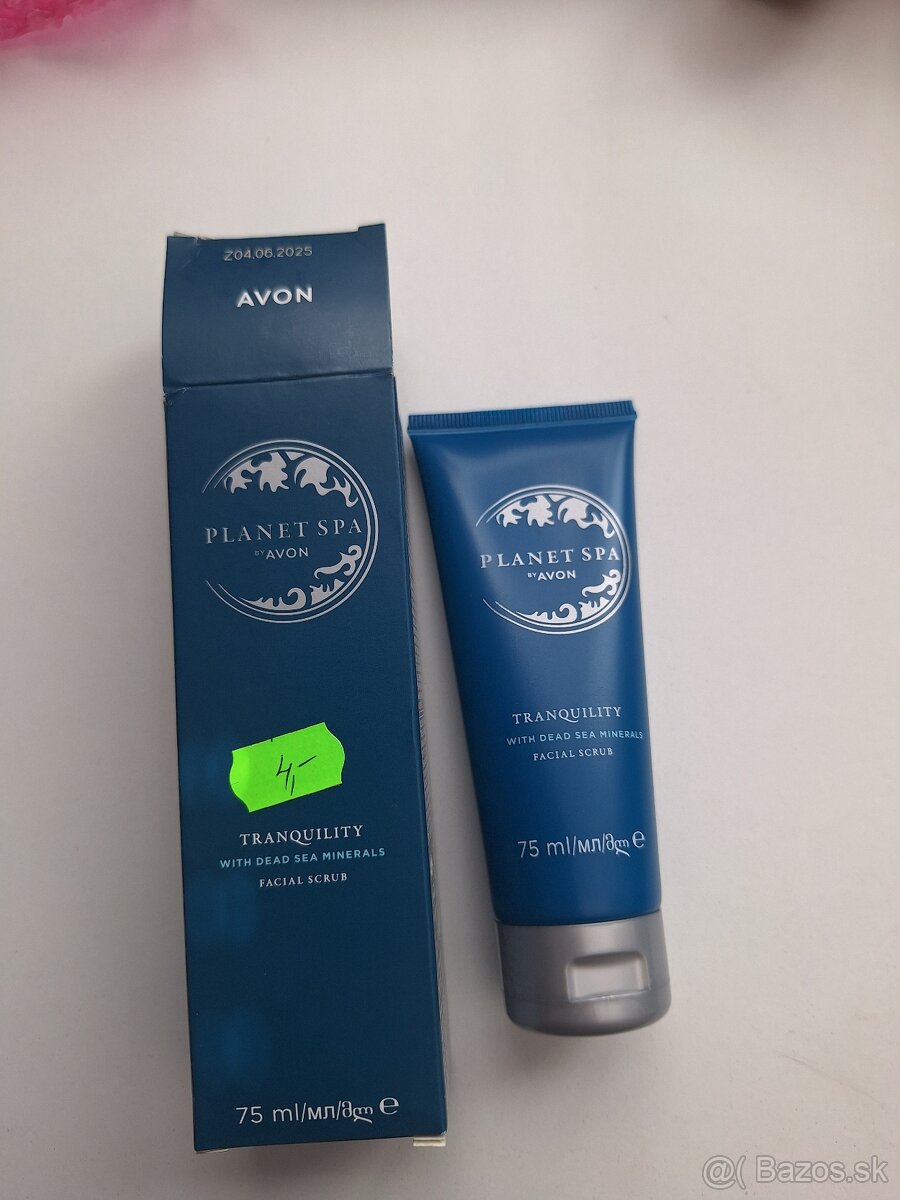 Z04.06.2025
AVON
PLANET SPA
BY AVON
4,-
TRANQUILITY
WITH DEAD SEA MINERALS
FACIAL SCRUB
75 ml/мл/მლ e
PLANET SPA
BY AVON
TRANQUILITY
WITH DEAD SEA MINERALS
FACIAL SCRUB
75 ml/мл/მლ e
@( Bazos.sk